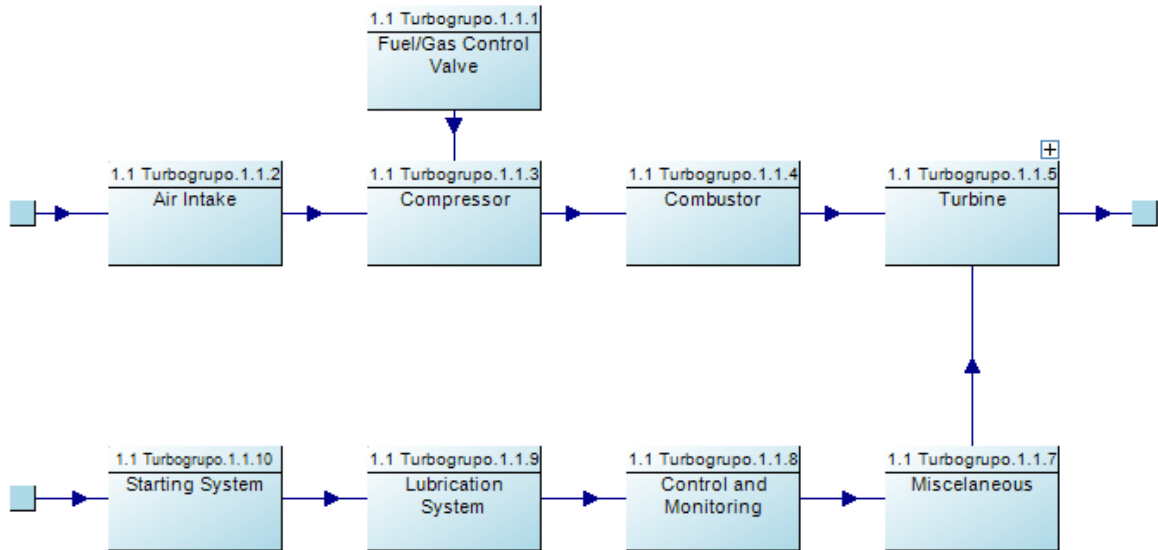 1.1 Turbogrupo.1.1.1
Fuel/Gas Control
Valve
1.1 Turbogrupo.1.1.2
Air Intake
1.1 Turbogrupo.1.1.3
Compressor
1.1 Turbogrupo.1.1.4
Combustor
1.1 Turbogrupo.1.1.5
Turbine
1.1 Turbogrupo.1.1.10
Starting System
1.1 Turbogrupo.1.1.9
Lubrication
System
1.1 Turbogrupo.1.1.8
Control and
Monitoring
1.1 Turbogrupo.1.1.7
Miscelaneous